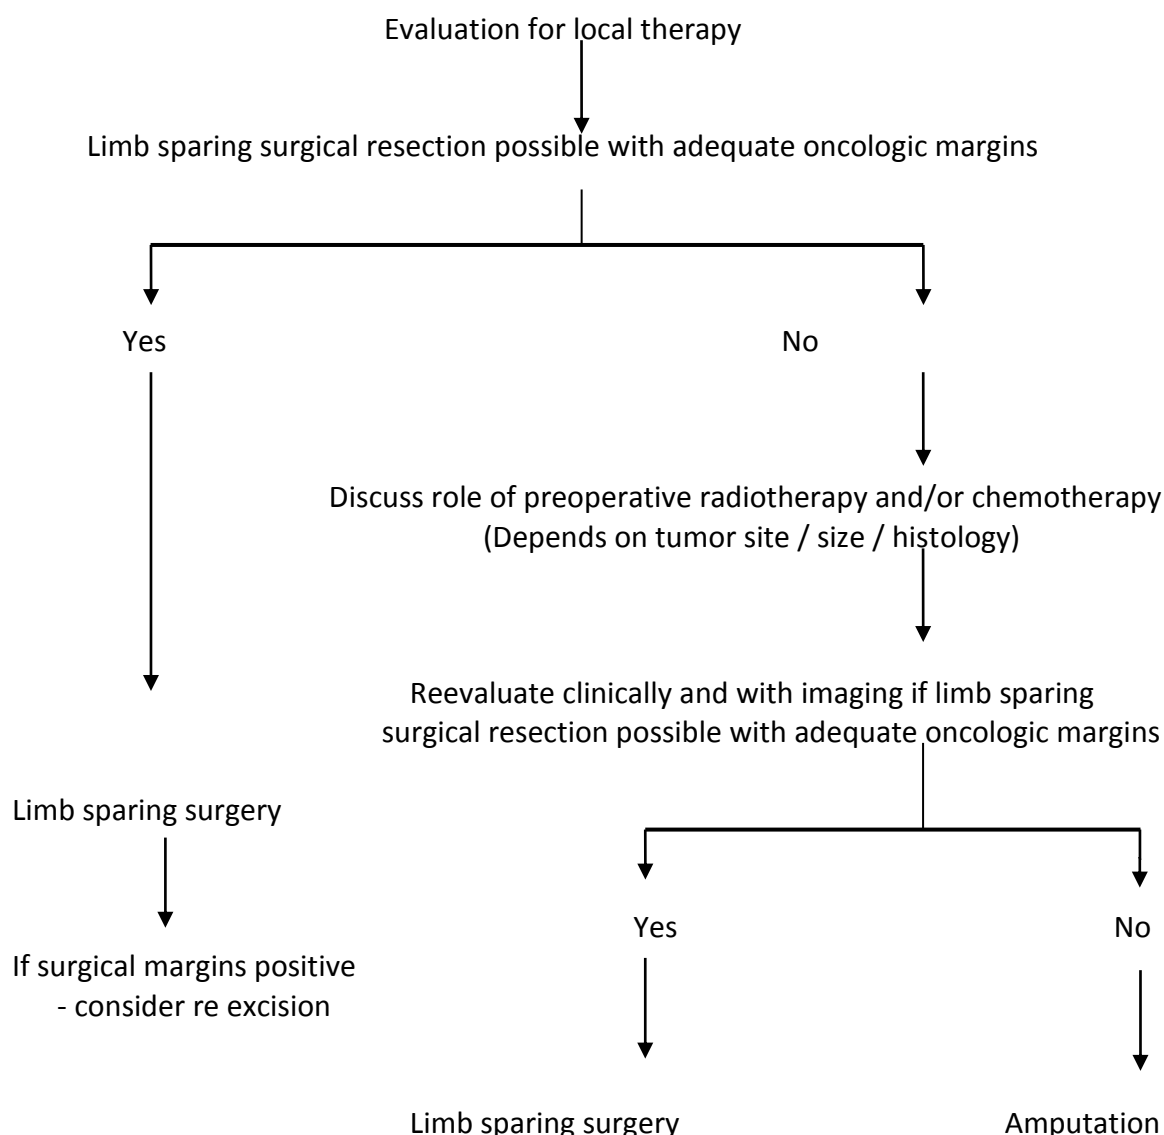 Evaluation for local therapy
Limb sparing surgical resection possible with adequate oncologic margins
Yes
No
Discuss role of preoperative radiotherapy and/or chemotherapy
(Depends on tumor site / size / histology)
Reevaluate clinically and with imaging if limb sparing
surgical resection possible with adequate oncologic margins
Limb sparing surgery
Yes
No
If surgical margins positive
- consider re excision
Limb sparing surgery
Amputation